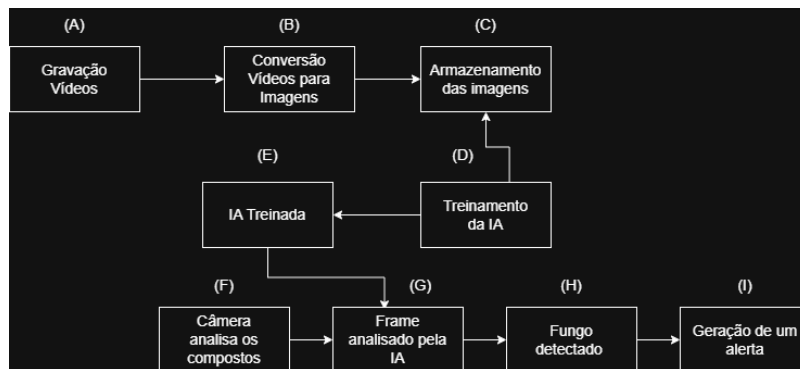 (A)
(B)
(C)
Gravação
Vídeos
Conversão
Vídeos para
Imagens
Armazenamento
das imagens
(E)
(D)
IA Treinada
Treinamento
da IA
(F)
(G)
(H)
(I)
Câmera
analisa os
compostos
Frame
analisado pela
IA
Fungo
detectado
Geração de um
alerta